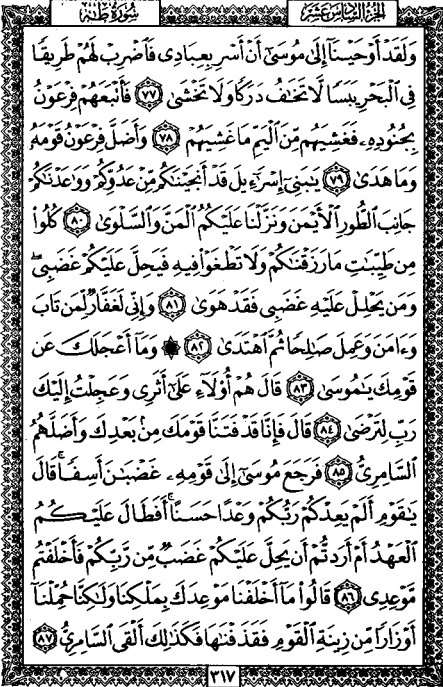 سُورَةُ طٰهٰ
الجزء السادس عشر
وَلَقَدْ أَوْحَيْنَآ إِلَىٰ مُوسَىٰٓ أَنْ أَسْرِ بِعِبَادِى فَٱضْرِبْ لَهُمْ طَرِيقًا
فِى ٱلْبَحْرِ يَبَسًا لَّا تَخَٰفُ دَرَكًا وَلَا تَخْشَىٰ ٧٧ فَأَتْبَعَهُمْ فِرْعَوْنُ
بِجُنُودِهِۦ فَغَشِيَهُم مِّنَ ٱلْيَمِّ مَا غَشِيَهُمْ ٧٨ وَأَضَلَّ فِرْعَوْنُ قَوْمَهُۥ
وَمَا هَدَىٰ ٧٩ يَٰبَنِىٓ إِسْرَٰٓءِيلَ قَدْ أَنجَيْنَٰكُم مِّنْ عَدُوِّكُمْ وَوَٰعَدْنَٰكُمْ
جَانِبَ ٱلطُّورِ ٱلْأَيْمَنَ وَنَزَّلْنَا عَلَيْكُمُ ٱلْمَنَّ وَٱلسَّلْوَىٰ ٨٠ كُلُوا۟
مِن طَيِّبَٰتِ مَا رَزَقْنَٰكُمْ وَلَا تَطْغَوْا۟ فِيهِ فَيَحِلَّ عَلَيْكُمْ غَضَبِى ۖ
وَمَن يَحْلِلْ عَلَيْهِ غَضَبِى فَقَدْ هَوَىٰ ٨١ وَإِنِّى لَغَفَّارٌ لِّمَن تَابَ
وَءَامَنَ وَعَمِلَ صَٰلِحًا ثُمَّ ٱهْتَدَىٰ ٨٢ ۞ وَمَآ أَعْجَلَكَ عَن
قَوْمِكَ يَٰمُوسَىٰ ٨٣ قَالَ هُمْ أُو۟لَآءِ عَلَىٰٓ أَثَرِى وَعَجِلْتُ إِلَيْكَ
رَبِّ لِتَرْضَىٰ ٨٤ قَالَ فَإِنَّا قَدْ فَتَنَّا قَوْمَكَ مِنۢ بَعْدِكَ وَأَضَلَّهُمُ
ٱلسَّامِرِىُّ ٨٥ فَرَجَعَ مُوسَىٰٓ إِلَىٰ قَوْمِهِۦ غَضْبَٰنَ أَسِفًا ۚ قَالَ
يَٰقَوْمِ أَلَمْ يَعِدْكُمْ رَبُّكُمْ وَعْدًا حَسَنًا ۚ أَفَطَالَ عَلَيْكُمُ
ٱلْعَهْدُ أَمْ أَرَدتُّمْ أَن يَحِلَّ عَلَيْكُمْ غَضَبٌ مِّن رَّبِّكُمْ فَأَخْلَفْتُم
مَّوْعِدِى ٨٦ قَالُوا۟ مَآ أَخْلَفْنَا مَوْعِدَكَ بِمَلْكِنَا وَلَٰكِنَّا حُمِّلْنَآ
أَوْزَارًا مِّن زِينَةِ ٱلْقَوْمِ فَقَذَفْنَٰهَا فَكَذَٰلِكَ أَلْقَى ٱلسَّامِرِىُّ ٨٧
٣١٧